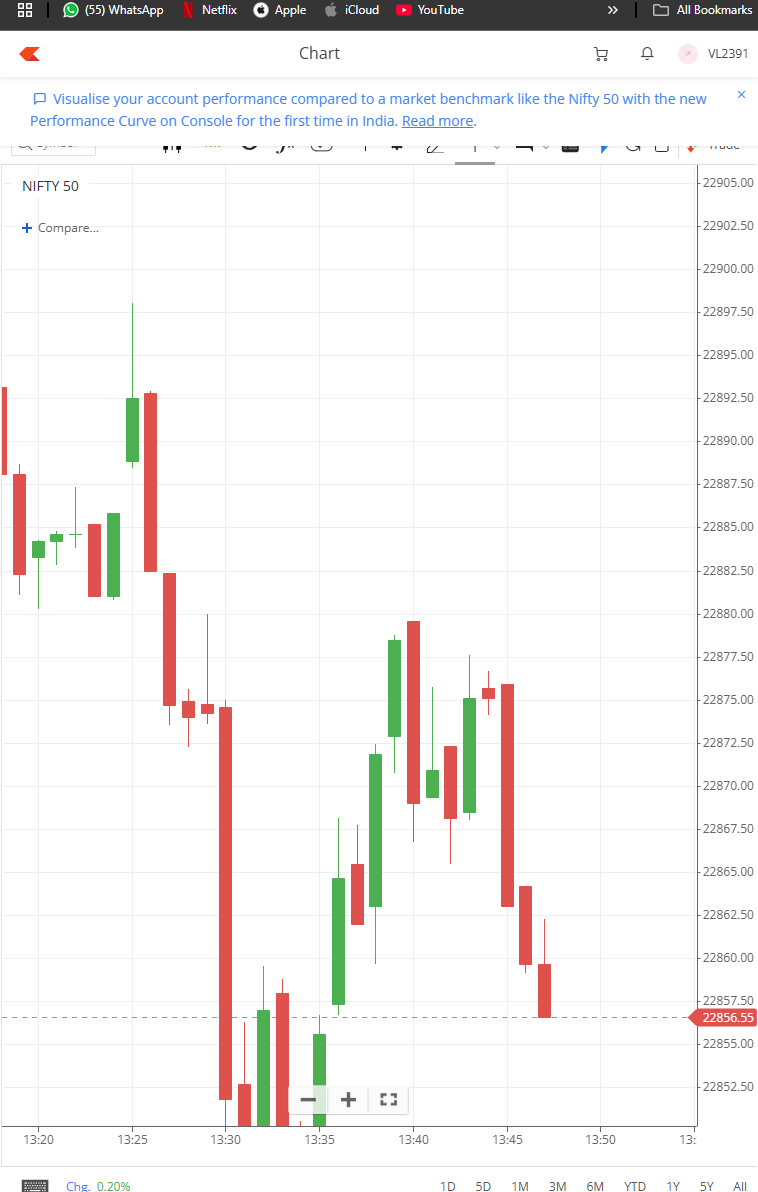 (55) WhatsApp Netflix Apple iCloud YouTube » All Bookmarks
Chart VL2391
Visualise your account performance compared to a market benchmark like the Nifty 50 with the new
Performance Curve on Console for the first time in India. Read more.
NIFTY 50
+ Compare...
22905.00
22902.50
22900.00
22897.50
22895.00
22892.50
22890.00
22887.50
22885.00
22882.50
22880.00
22877.50
22875.00
22872.50
22870.00
22867.50
22865.00
22862.50
22860.00
22857.50
22856.55
22855.00
22852.50
13:20 13:25 13:30 13:35 13:40 13:45 13:50 13:
Chg. 0.20% 1D 5D 1M 3M 6M YTD 1Y 5Y All